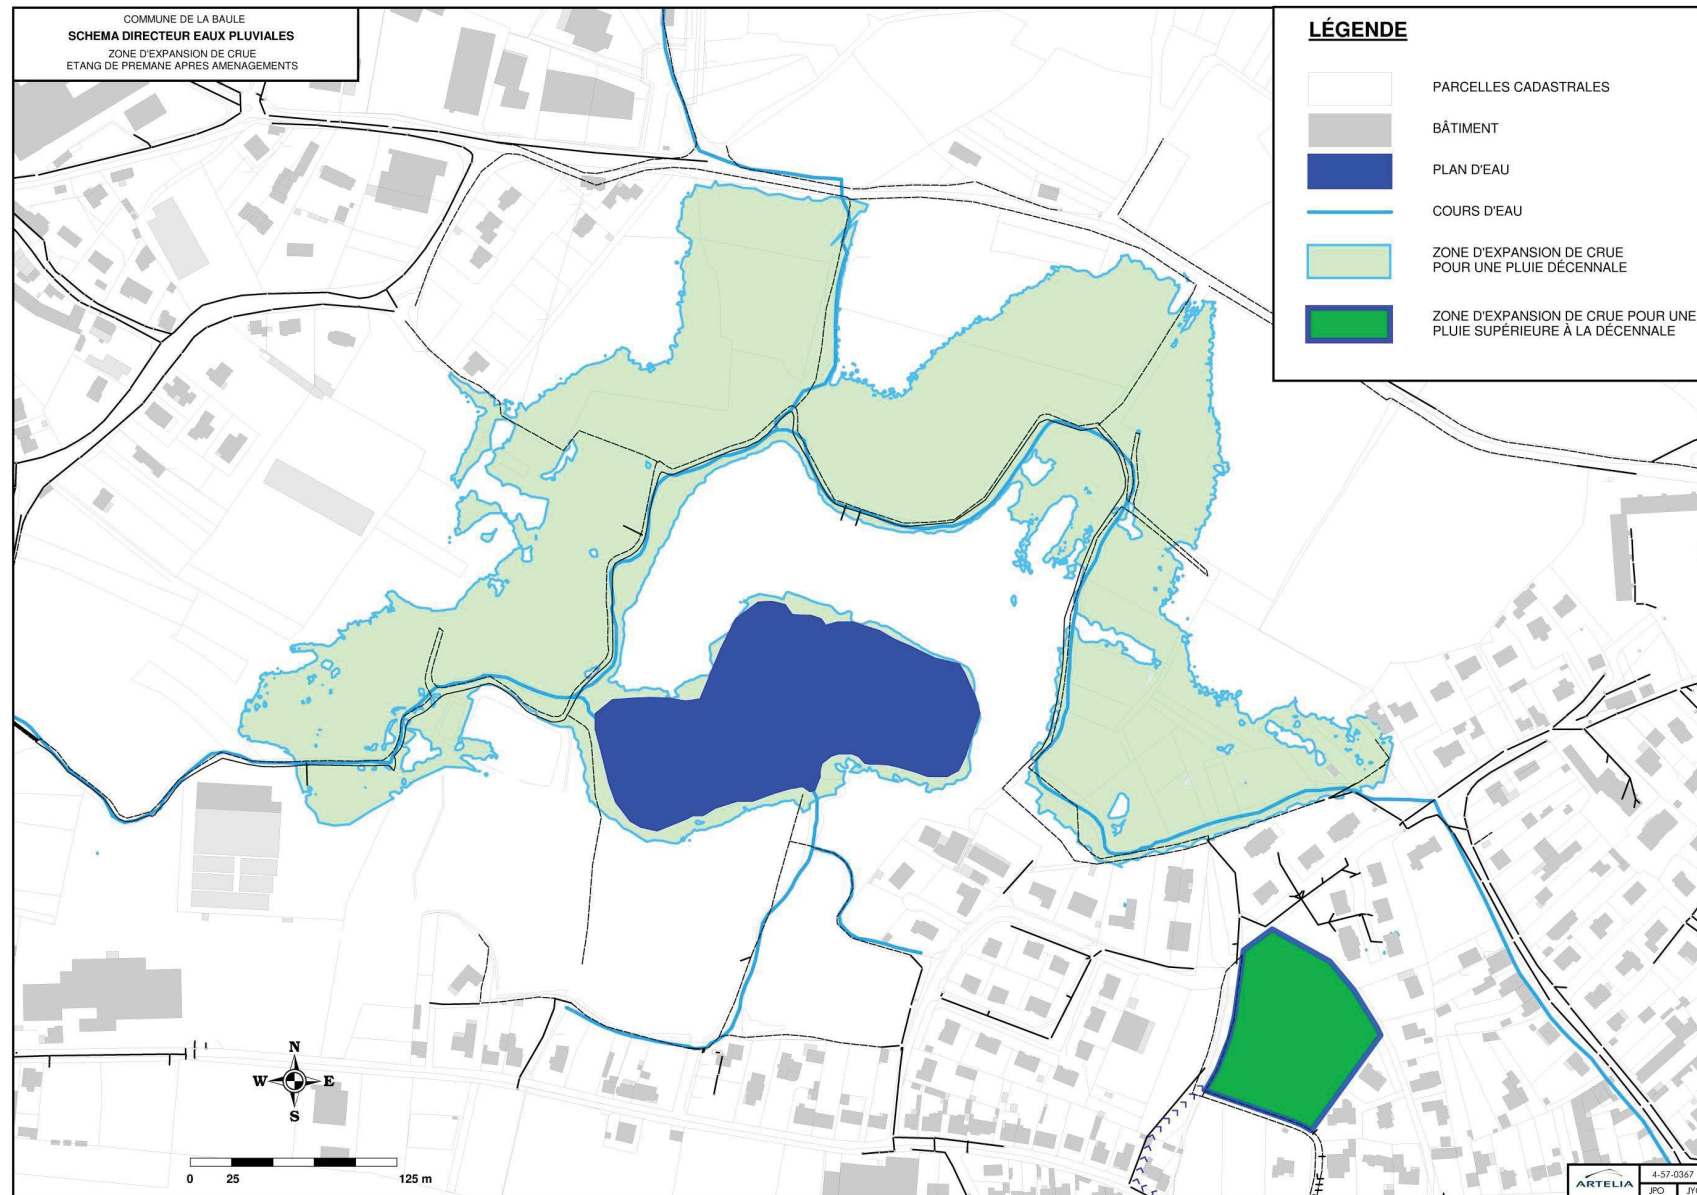 COMMUNE DE LA BAULE
SCHEMA DIRECTEUR EAUX PLUVIALES
ZONE D'EXPANSION DE CRUE
ETANG DE PREMANE APRES AMENAGEMENTS
LÉGENDE
PARCELLES CADASTRALES
BÂTIMENT
PLAN D'EAU
COURS D'EAU
ZONE D'EXPANSION DE CRUE
POUR UNE PLUIE DÉCENNALE
ZONE D'EXPANSION DE CRUE POUR UNE
PLUIE SUPÉRIEURE À LA DÉCENNALE
N
W E
S
0 25 125 m
ARTELIA
4-57-0367
JPO